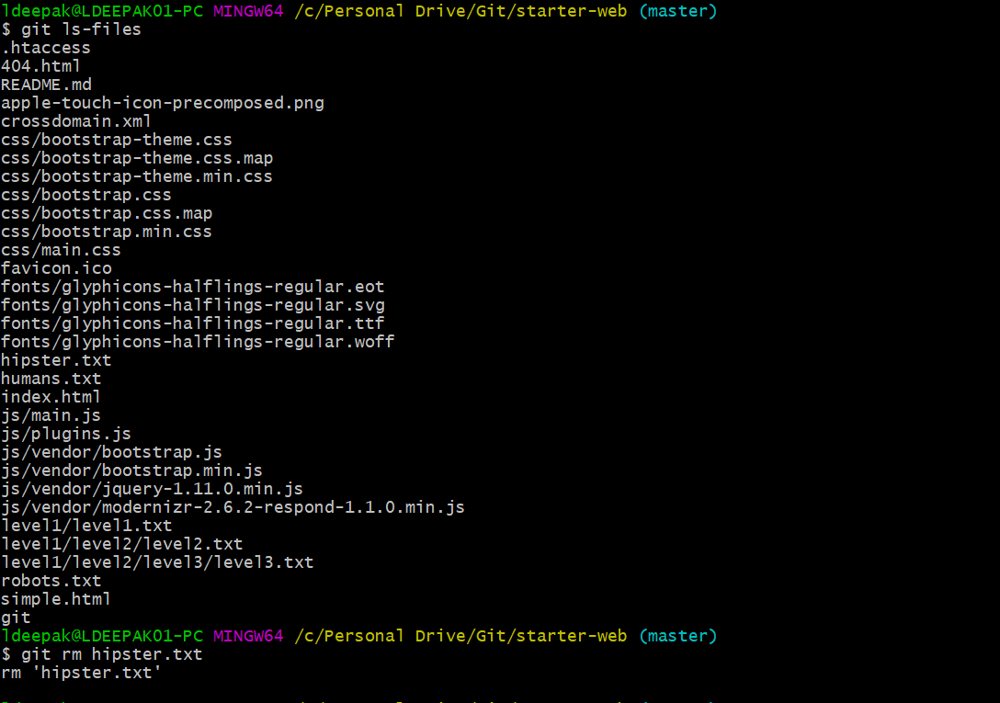 ldeepak@LDEEPAK01-PC MINGW64 /c/Personal Drive/Git/starter-web (master)
$ git ls-files
.htaccess
404.html
README.md
apple-touch-icon-precomposed.png
crossdomain.xml
css/bootstrap-theme.css
css/bootstrap-theme.css.map
css/bootstrap-theme.min.css
css/bootstrap.css
css/bootstrap.css.map
css/bootstrap.min.css
css/main.css
favicon.ico
fonts/glyphicons-halflings-regular.eot
fonts/glyphicons-halflings-regular.svg
fonts/glyphicons-halflings-regular.ttf
fonts/glyphicons-halflings-regular.woff
hipster.txt
humans.txt
index.html
js/main.js
js/plugins.js
js/vendor/bootstrap.js
js/vendor/bootstrap.min.js
js/vendor/jquery-1.11.0.min.js
js/vendor/modernizr-2.6.2-respond-1.1.0.min.js
level1/level1.txt
level1/level2/level2.txt
level1/level2/level3/level3.txt
robots.txt
simple.html
git
ldeepak@LDEEPAK01-PC MINGW64 /c/Personal Drive/Git/starter-web (master)
$ git rm hipster.txt
rm 'hipster.txt'